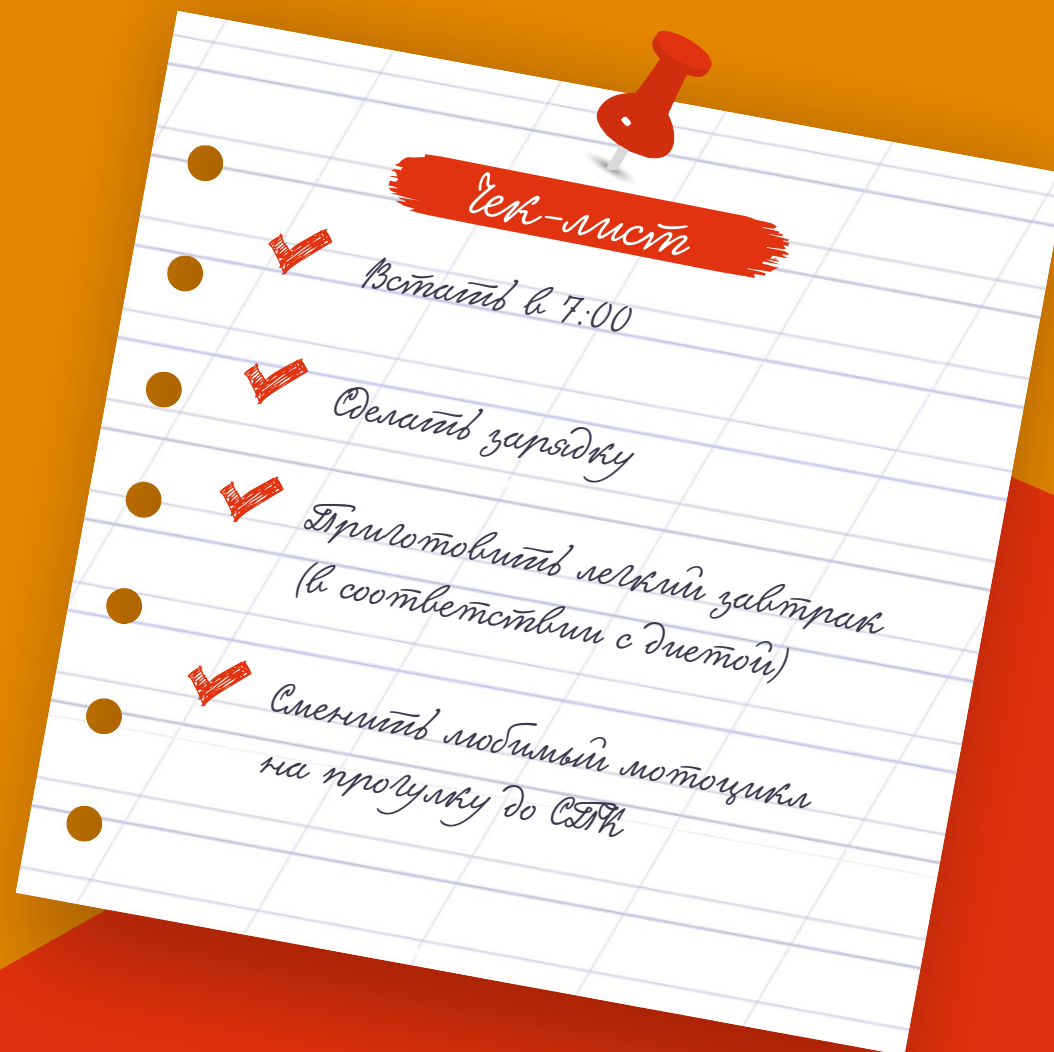 Чек-лист
Встать в 7:00
Сделать зарядку
Приготовить легкий завтрак
(в соответствии с диетой)
Сменить любимый мотоцикл
на прогулку до СПК